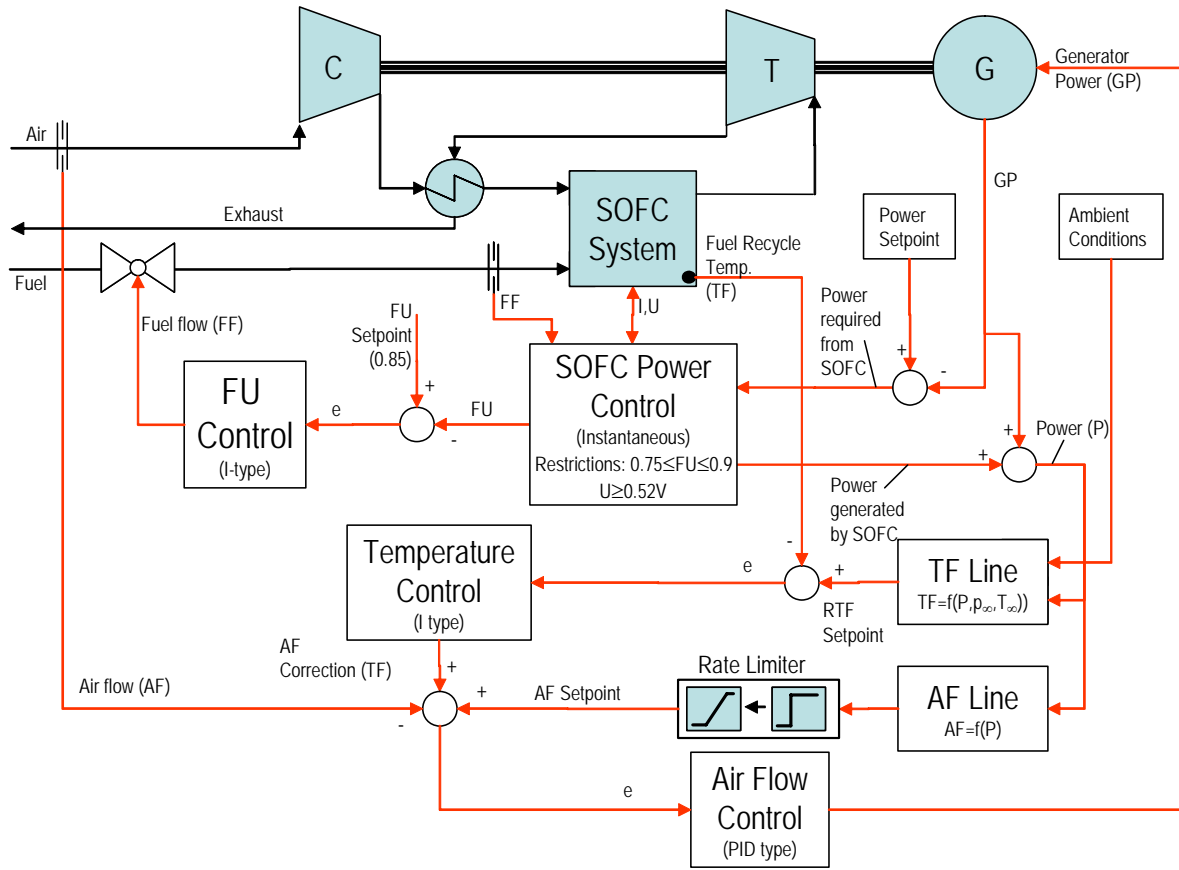 C
T
G
Generator
Power (GP)
Air
GP
Exhaust
SOFC
System
Power
Setpoint
Ambient
Conditions
Fuel Recycle
Temp.
(TF)
Fuel
FF
I,U
Fuel flow (FF)
FU
Setpoint
(0.85)
Power
required
from
SOFC
+
-
FU
Control
(I-type)
e
+
-
FU
SOFC Power
Control
(Instantaneous)
Restrictions: 0.75≤FU≤0.9
U≥0.52V
+
+
Power (P)
Power
generated
by SOFC
Temperature
Control
(I type)
e
-
+
RTF
Setpoint
TF Line
TF=f(P,p∞,T∞))
AF
Correction (TF)
+
Air flow (AF)
-
+
AF Setpoint
Rate Limiter
AF Line
AF=f(P)
e
Air Flow
Control
(PID type)